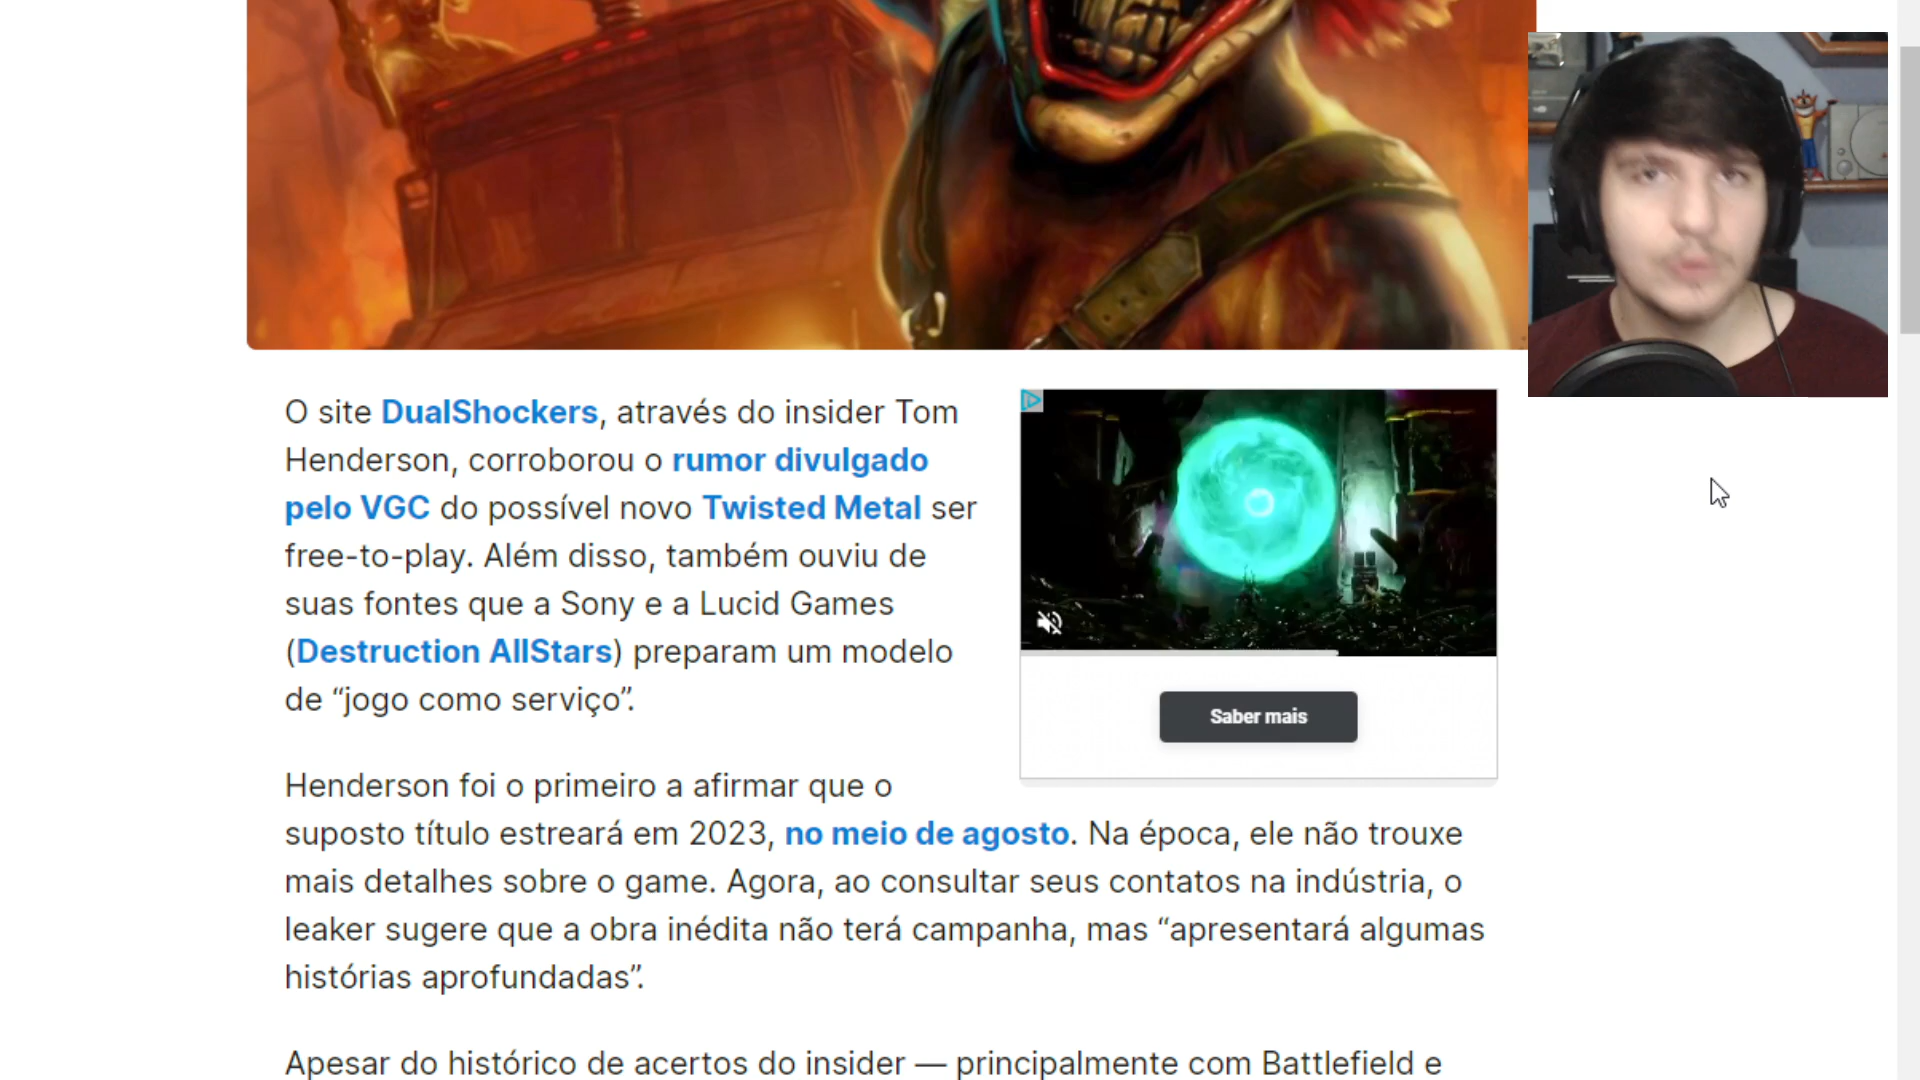 O site DualShockers, através do insider Tom
Henderson, corroborou o rumor divulgado
pelo VGC do possível novo Twisted Metal ser
free-to-play. Além disso, também ouviu de
suas fontes que a Sony e a Lucid Games
(Destruction AllStars) preparam um modelo
de “jogo como serviço”.
Saber mais
Henderson foi o primeiro a afirmar que o
suposto título estreará em 2023, no meio de agosto. Na época, ele não trouxe
mais detalhes sobre o game. Agora, ao consultar seus contatos na indústria, o
leaker sugere que a obra inédita não terá campanha, mas “apresentará algumas
histórias aprofundadas”.
Apesar do histórico de acertos do insider — principalmente com Battlefield e